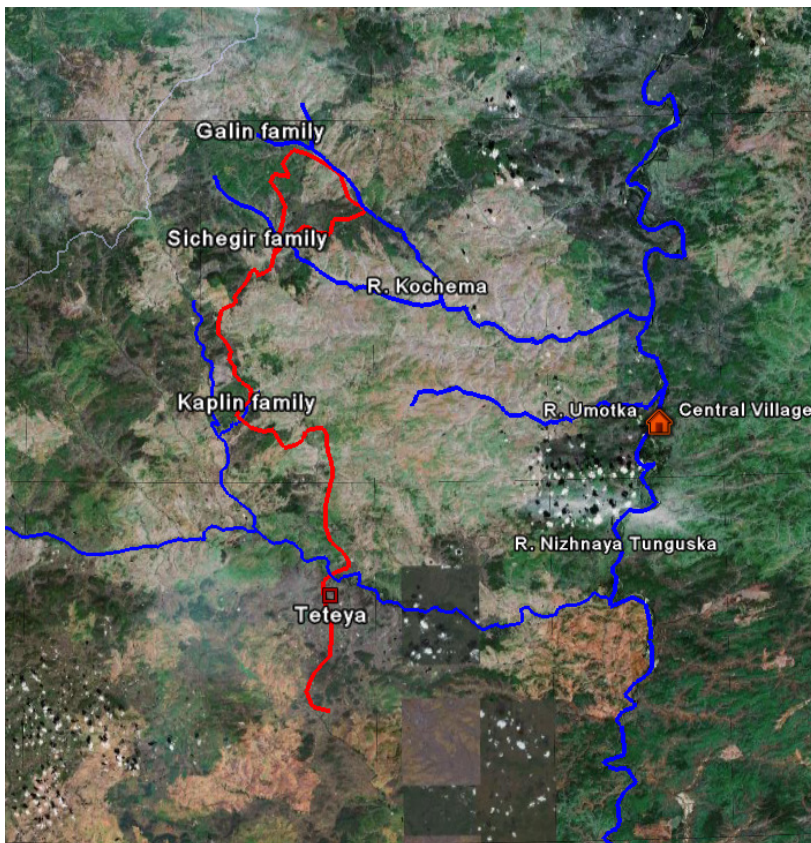 Galin family
Sichegir family
R. Kochema
Kaplin family
R. Umotka
Central Village
R. Nizhnaya Tunguska
Teteya